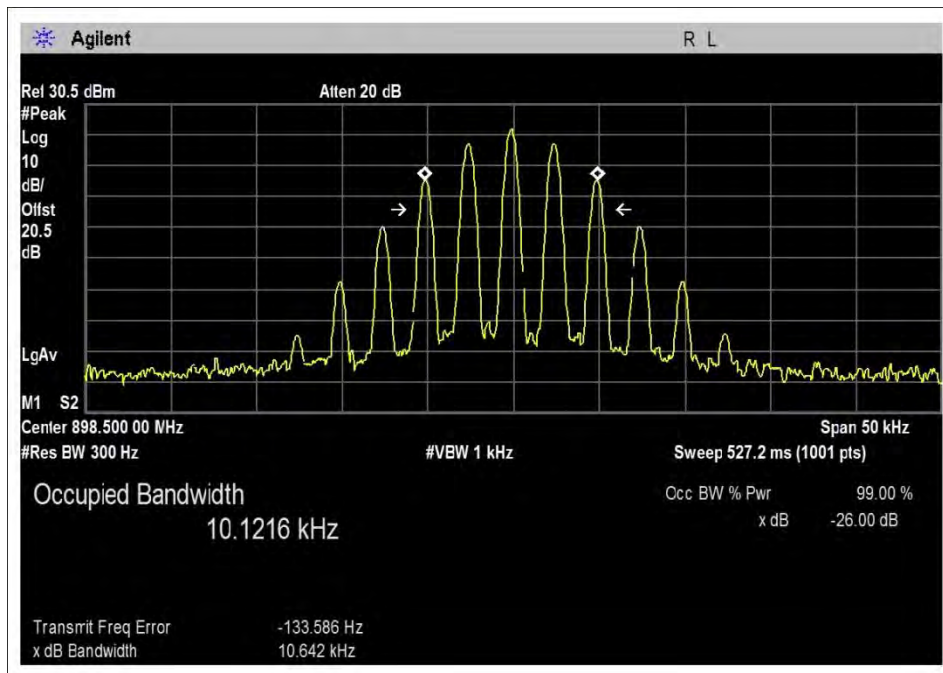 Agilent R L
Ref 30.5 dBm Atten 20 dB
#Peak
Log
10
dB/
Offst
20.5
dB
LgAv
M1 S2
Center 898.500 00 MHz Span 50 kHz
#Res BW 300 Hz #VBW 1 kHz Sweep 527.2 ms (1001 pts)
Occupied Bandwidth Occ BW % Pwr 99.00 %
10.1216 kHz x dB -26.00 dB
Transmit Freq Error -133.586 Hz
x dB Bandwidth 10.642 kHz